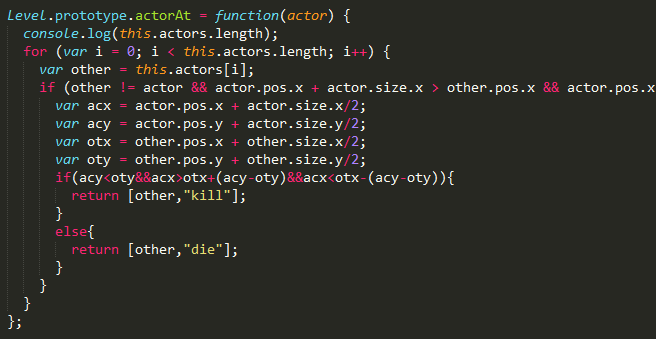 Level.prototype.actorAt = function(actor) {
  console.log(this.actors.length);
  for (var i = 0; i < this.actors.length; i++) {
    var other = this.actors[i];
    if (other != actor && actor.pos.x + actor.size.x > other.pos.x && actor.pos.x
      var acx = actor.pos.x + actor.size.x/2;
      var acy = actor.pos.y + actor.size.y/2;
      var otx = other.pos.x + other.size.x/2;
      var oty = other.pos.y + other.size.y/2;
      if(acy<oty&&acx>otx+(acy-oty)&&acx<otx-(acy-oty)){
        return [other,"kill"];
      }
      else{
        return [other,"die"];
      }
    }
  }
};